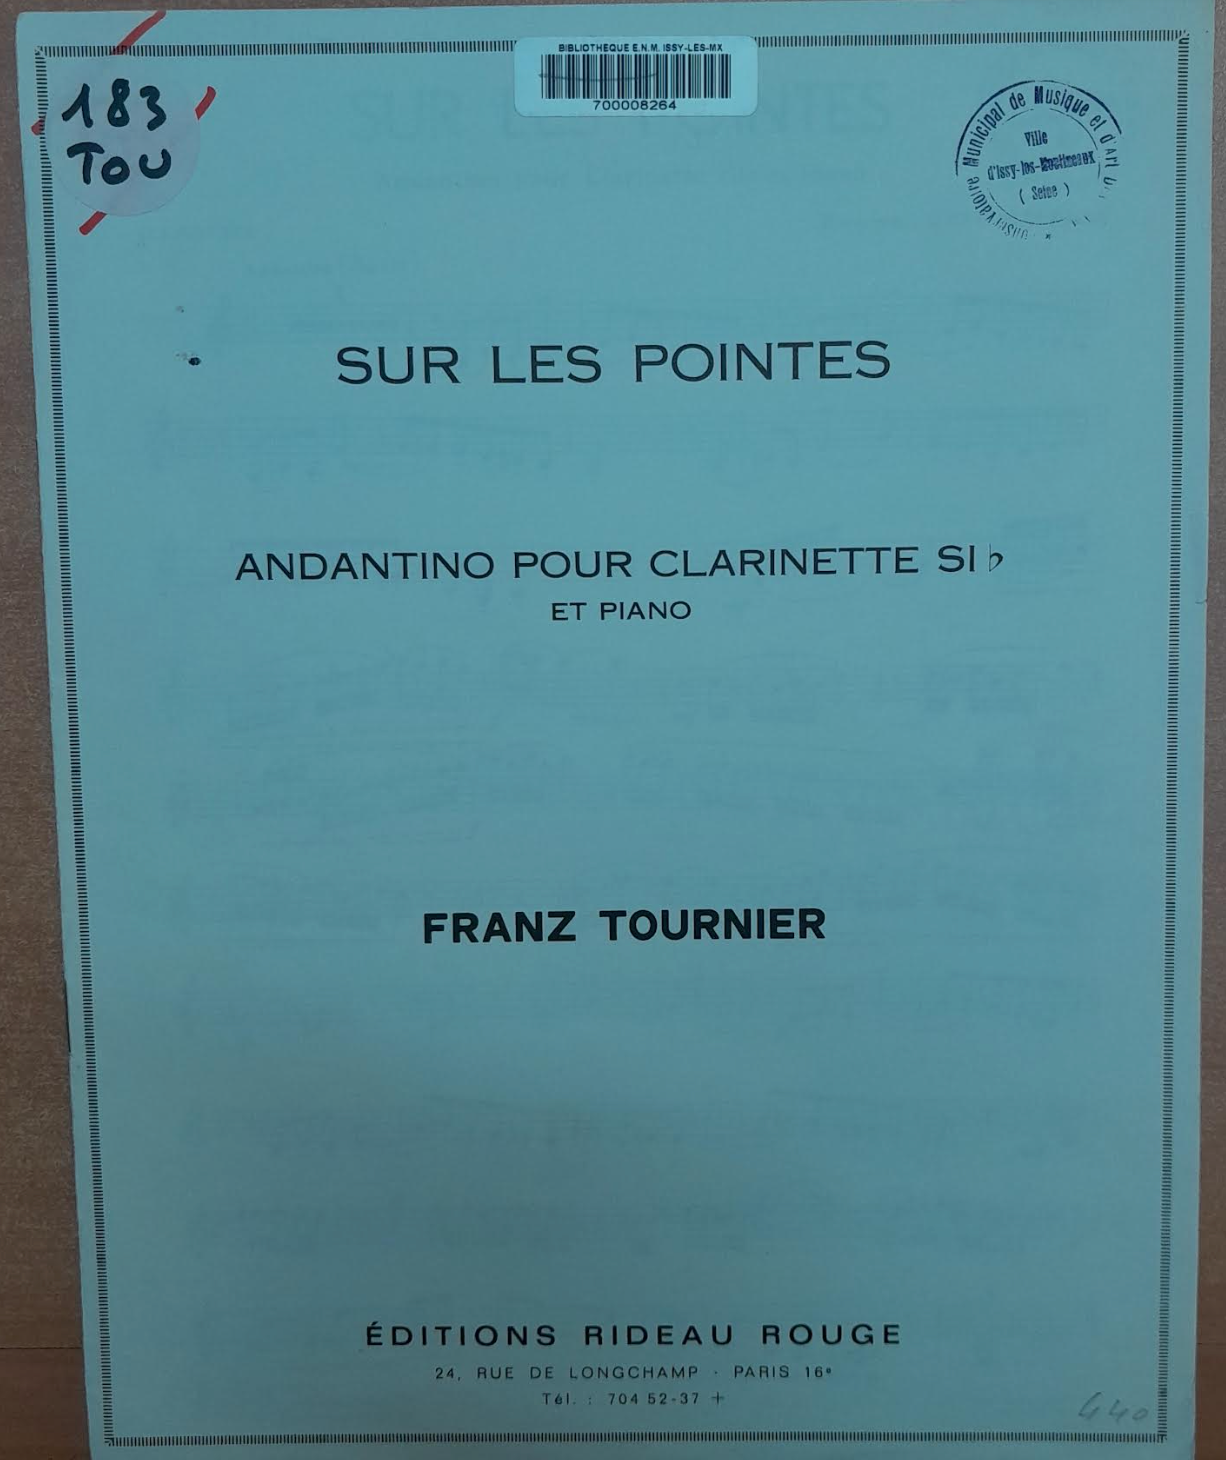 BIBLIOTHEQUE E.N.M. ISSY-LES-MX
700008264
183
TOU
Municipal de Musique et d'Art
Ville
d'Issy-les-Moulineaux
( Seine )
SUR LES POINTES
ANDANTINO POUR CLARINETTE SI ♭
ET PIANO
FRANZ TOURNIER
ÉDITIONS RIDEAU ROUGE
24, RUE DE LONGCHAMP · PARIS 16e
Tél. : 704 52-37 +
440